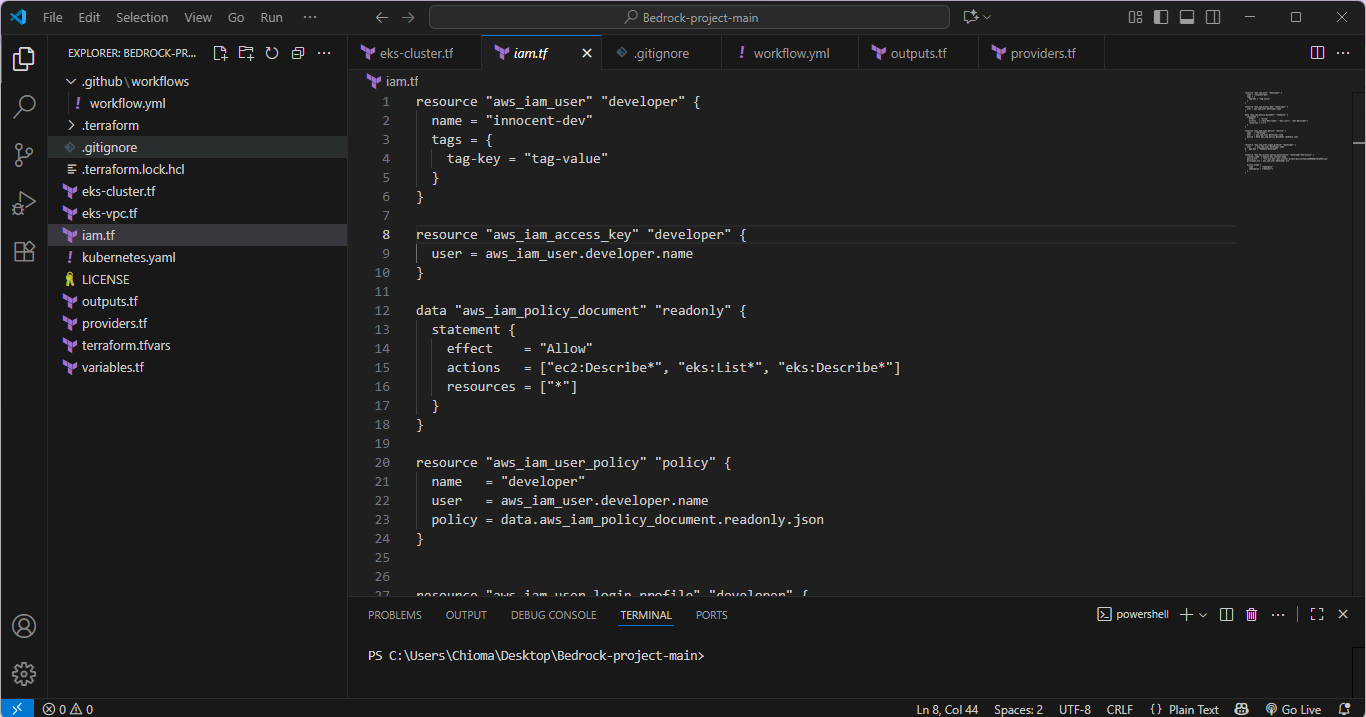 File Edit Selection View Go Run ···
Bedrock-project-main
EXPLORER: BEDROCK-PR...
.github \ workflows
! workflow.yml
.terraform
.gitignore
.terraform.lock.hcl
eks-cluster.tf
eks-vpc.tf
iam.tf
! kubernetes.yaml
LICENSE
outputs.tf
providers.tf
terraform.tfvars
variables.tf
eks-cluster.tf iam.tf .gitignore ! workflow.yml outputs.tf providers.tf
iam.tf
1 resource "aws_iam_user" "developer" {
2 name = "innocent-dev"
3 tags = {
4 tag-key = "tag-value"
5 }
6 }
7
8 resource "aws_iam_access_key" "developer" {
9 user = aws_iam_user.developer.name
10 }
11
12 data "aws_iam_policy_document" "readonly" {
13 statement {
14 effect    = "Allow"
15 actions   = ["ec2:Describe*", "eks:List*", "eks:Describe*"]
16 resources = ["*"]
17 }
18 }
19
20 resource "aws_iam_user_policy" "policy" {
21 name   = "developer"
22 user   = aws_iam_user.developer.name
23 policy = data.aws_iam_policy_document.readonly.json
24 }
25
26
27 resource "aws_iam_user_login_profile" "developer" {
PROBLEMS OUTPUT DEBUG CONSOLE TERMINAL PORTS
powershell
PS C:\Users\Chioma\Desktop\Bedrock-project-main>
0 0
Ln 8, Col 44 Spaces: 2 UTF-8 CRLF {} Plain Text Go Live